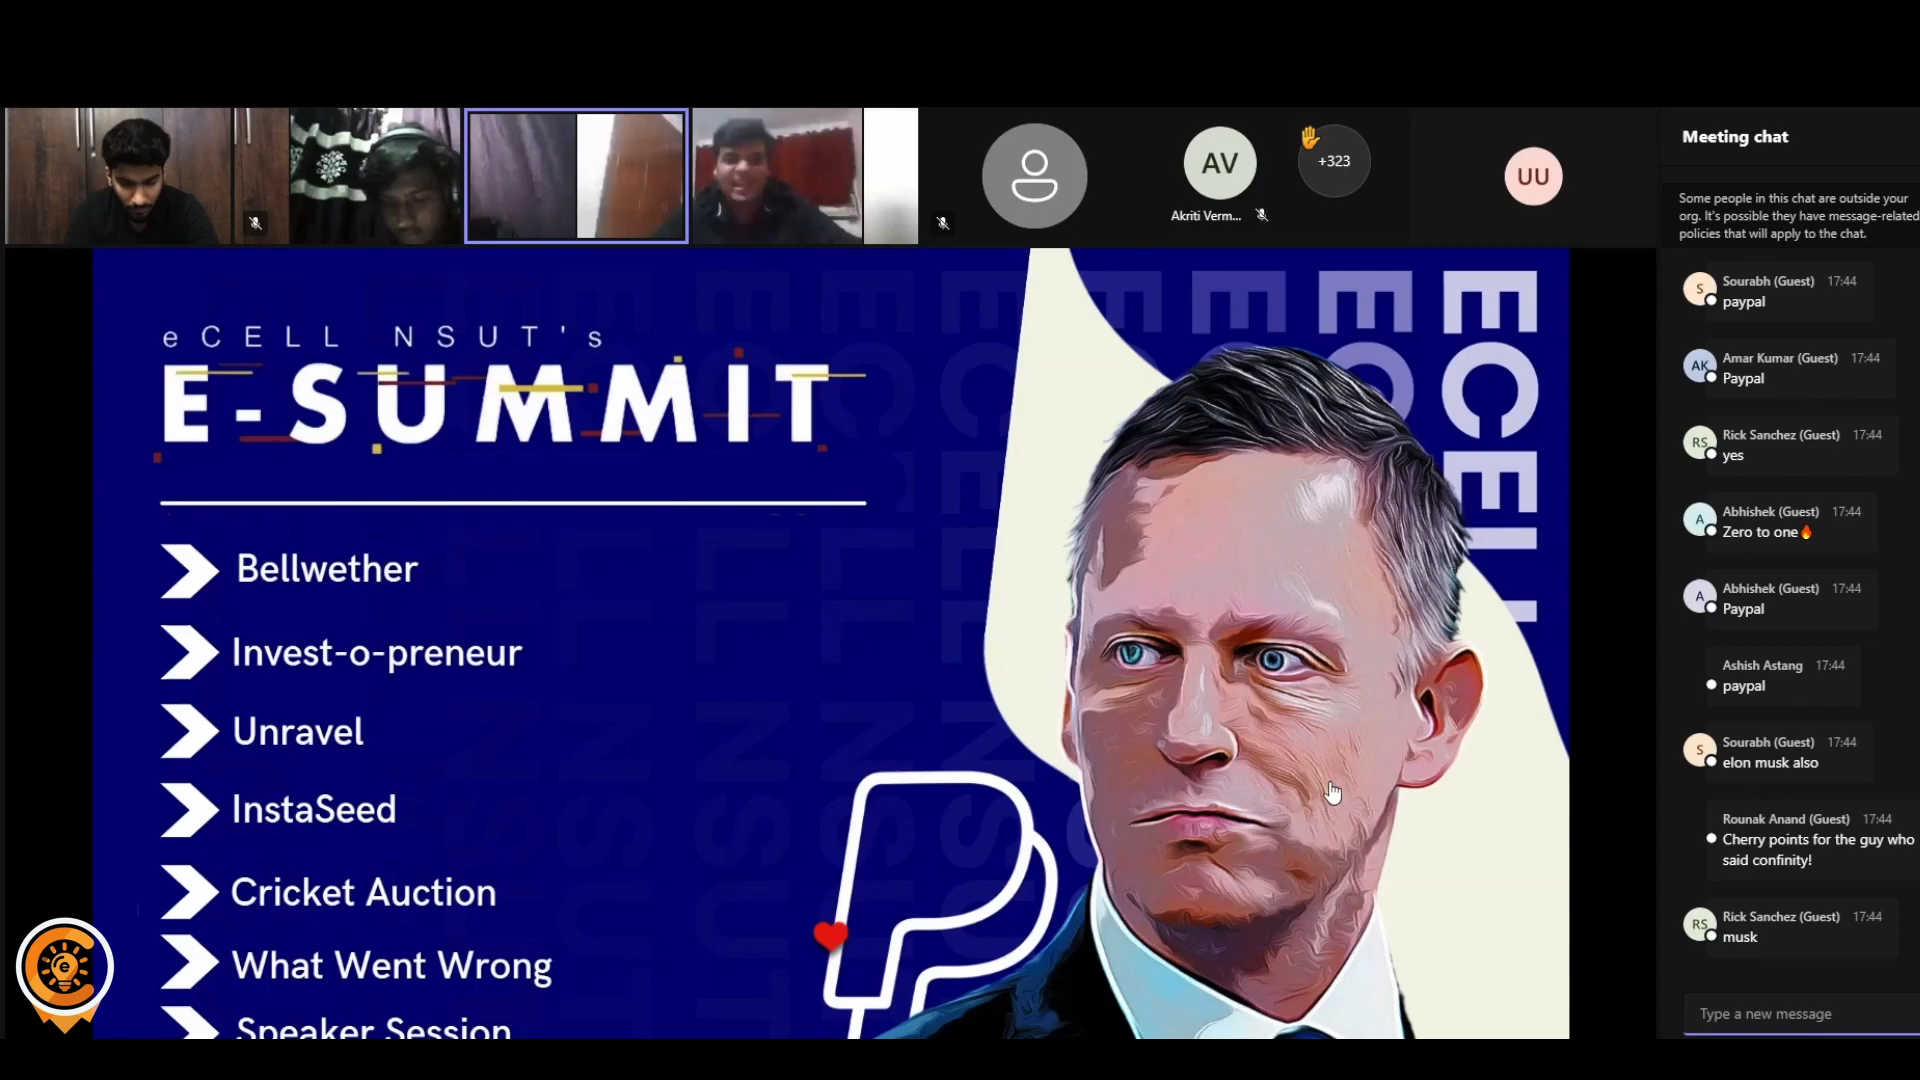 AV
Akriti Verm...
+323
UU
eCELL NSUT's
E-SUMMIT
Bellwether
Invest-o-preneur
Unravel
InstaSeed
Cricket Auction
What Went Wrong
Speaker Session
ECELL
Meeting chat
Some people in this chat are outside your
org. It's possible they have message-related
policies that will apply to the chat.
S
Sourabh (Guest) 17:44
paypal
AK
Amar Kumar (Guest) 17:44
Paypal
RS
Rick Sanchez (Guest) 17:44
yes
A
Abhishek (Guest) 17:44
Zero to one🔥
A
Abhishek (Guest) 17:44
Paypal
Ashish Astang 17:44
paypal
S
Sourabh (Guest) 17:44
elon musk also
Rounak Anand (Guest) 17:44
Cherry points for the guy who
said confinity!
RS
Rick Sanchez (Guest) 17:44
musk
Type a new message